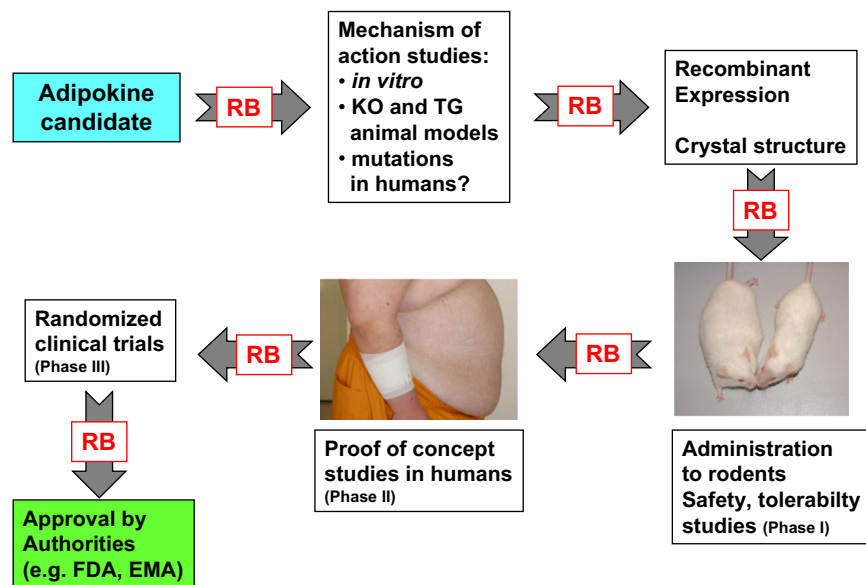 Adipokine
candidate
RB
Mechanism of
action studies:
• in vitro
• KO and TG
animal models
• mutations
in humans?
RB
Recombinant
Expression
Crystal structure
RB
Administration
to rodents
Safety, tolerabilty
studies (Phase I)
RB
Proof of concept
studies in humans
(Phase II)
RB
Randomized
clinical trials
(Phase III)
RB
Approval by
Authorities
(e.g. FDA, EMA)